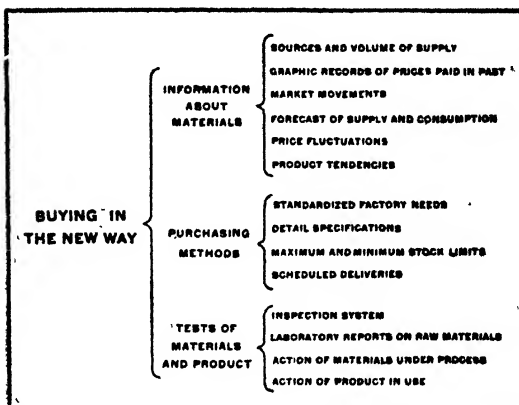 BUYING IN
THE NEW WAY
INFORMATION
ABOUT
MATERIALS
SOURCES AND VOLUME OF SUPPLY
GRAPHIC RECORDS OF PRICES PAID IN PAST
MARKET MOVEMENTS
FORECAST OF SUPPLY AND CONSUMPTION
PRICE FLUCTUATIONS
PRODUCT TENDENCIES
PURCHASING
METHODS
STANDARDIZED FACTORY NEEDS
DETAIL SPECIFICATIONS
MAXIMUM AND MINIMUM STOCK LIMITS
SCHEDULED DELIVERIES
TESTS OF
MATERIALS
AND PRODUCT
INSPECTION SYSTEM
LABORATORY REPORTS ON RAW MATERIALS
ACTION OF MATERIALS UNDER PROCESS
ACTION OF PRODUCT IN USE